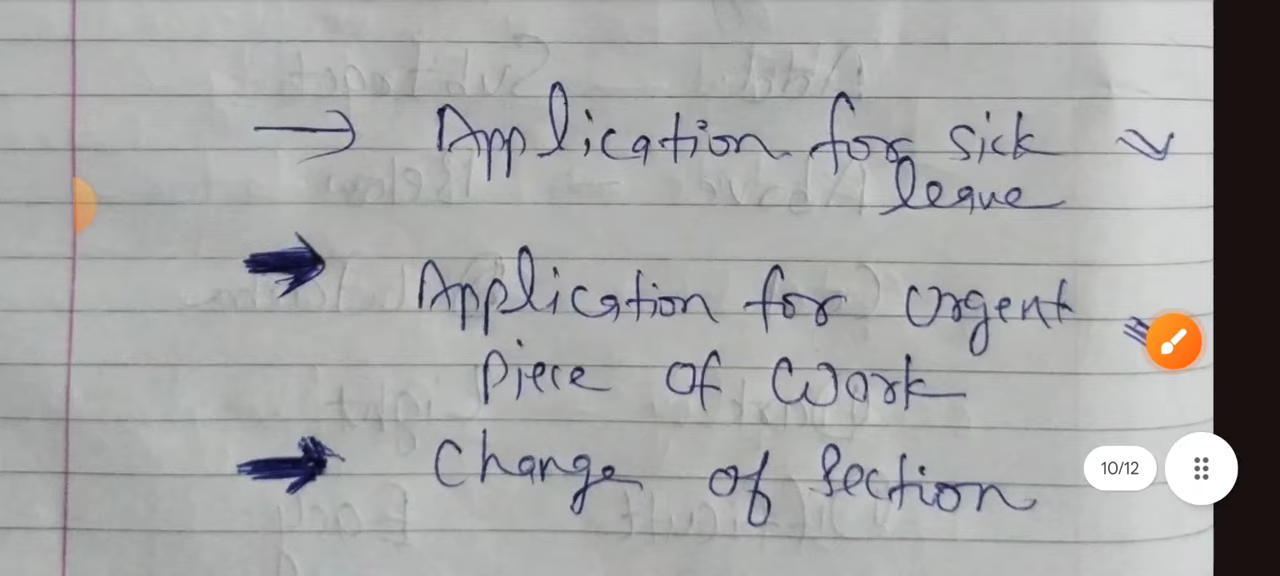 → Application for sick
leave
→ Application for Urgent
piece of work
→ Change of Section
10/12